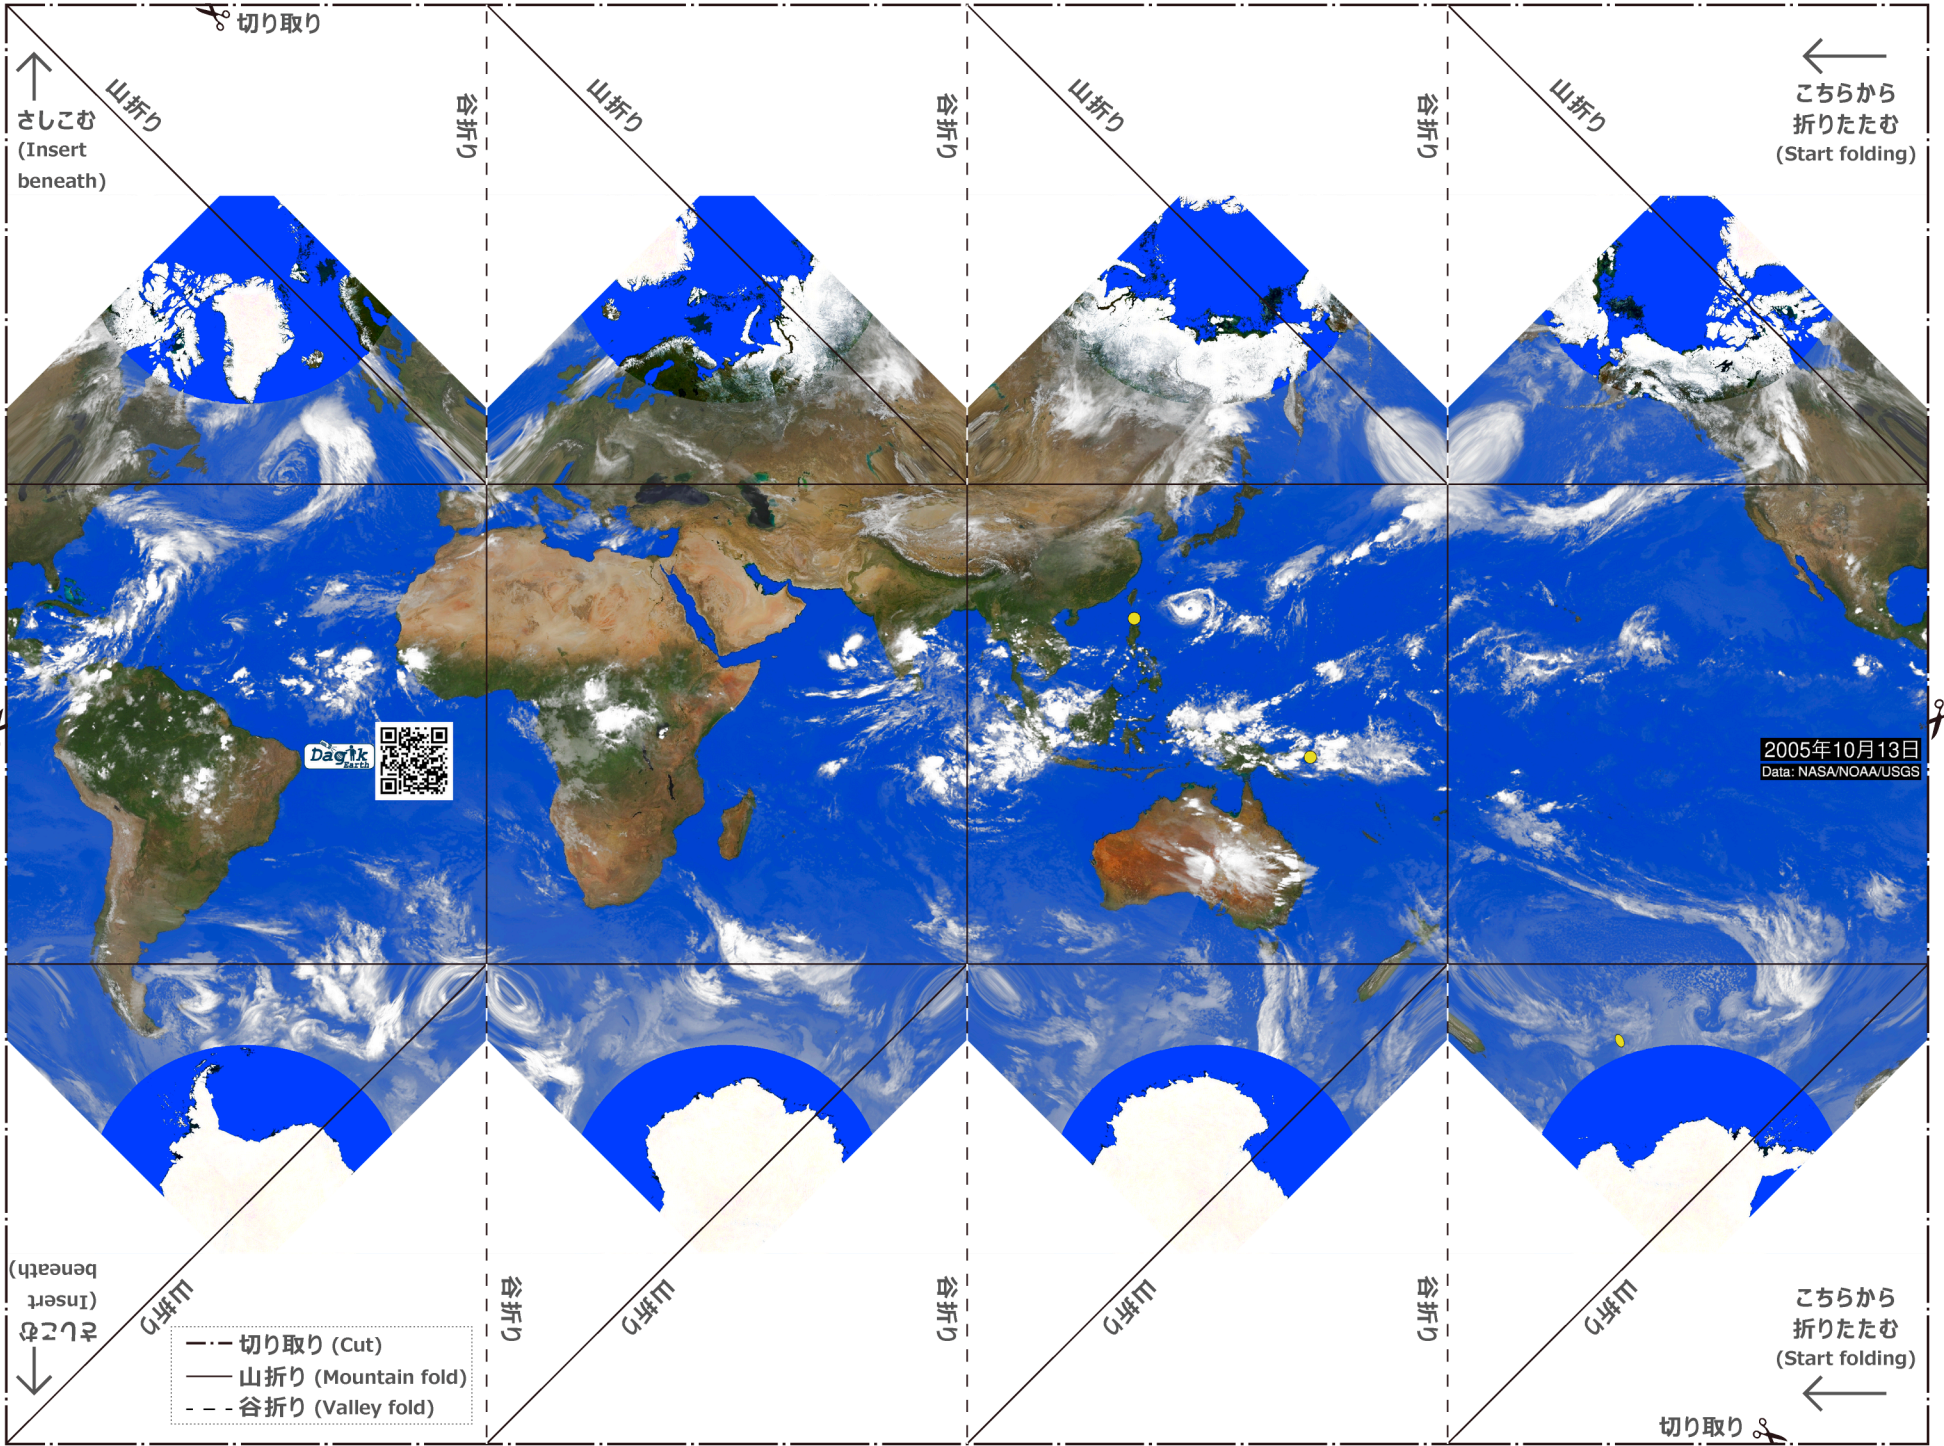 切り取り
山折り
谷折り
山折り
谷折り
山折り
谷折り
山折り
さしこむ
(Insert
beneath)
こちらから
折りたたむ
(Start folding)
Dagik
Earth
2005年10月13日
Data: NASA/NOAA/USGS
さしこむ
(Insert
beneath)
山折り
谷折り
山折り
谷折り
山折り
谷折り
山折り
こちらから
折りたたむ
(Start folding)
切り取り (Cut)
山折り (Mountain fold)
谷折り (Valley fold)
切り取り